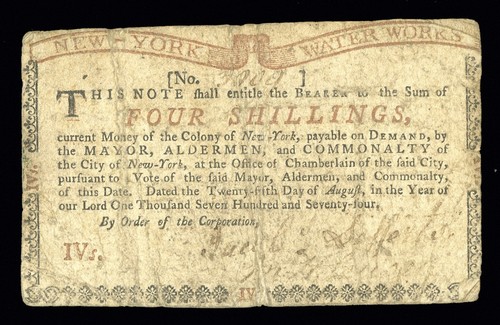 NEW-YORK WATER WORKS
[No. ]
THIS NOTE shall entitle the BEARER to the Sum of
FOUR SHILLINGS,
current Money of the Colony of New-York, payable on DEMAND, by
the MAYOR, ALDERMEN, and COMMONALTY of
the City of New-York, at the Office of Chamberlain of the said City,
pursuant to a Vote of the said Mayor, Aldermen, and Commonalty,
of this Date. Dated the Twenty-fifth Day of August, in the Year of
our Lord One Thousand Seven Hundred and Seventy-four.
By Order of the Corporation,
IVs.
IV
IVs.